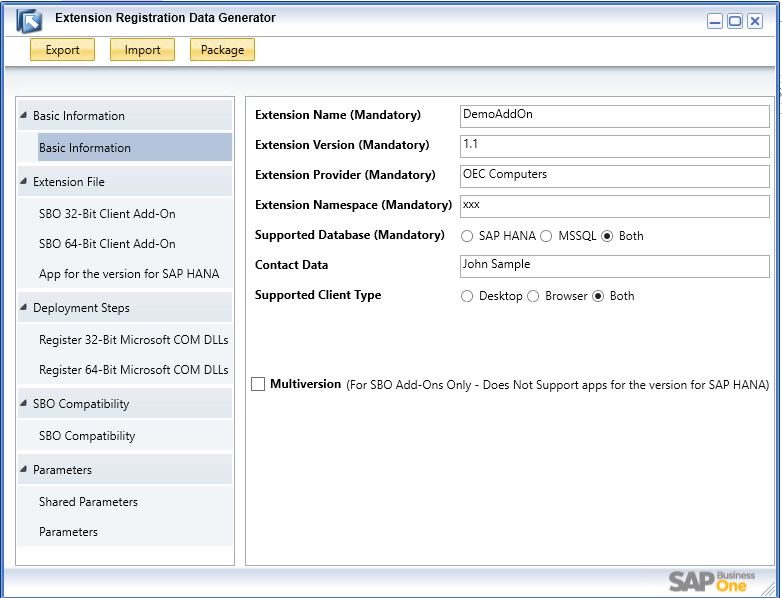 Extension Registration Data Generator
Export Import Package
Basic Information
Basic Information
Extension File
SBO 32-Bit Client Add-On
SBO 64-Bit Client Add-On
App for the version for SAP HANA
Deployment Steps
Register 32-Bit Microsoft COM DLLs
Register 64-Bit Microsoft COM DLLs
SBO Compatibility
SBO Compatibility
Parameters
Shared Parameters
Parameters
Extension Name (Mandatory) DemoAddOn
Extension Version (Mandatory) 1.1
Extension Provider (Mandatory) OEC Computers
Extension Namespace (Mandatory) xxx
Supported Database (Mandatory) SAP HANA MSSQL Both
Contact Data John Sample
Supported Client Type Desktop Browser Both
Multiversion (For SBO Add-Ons Only - Does Not Support apps for the version for SAP HANA)
SAP Business One